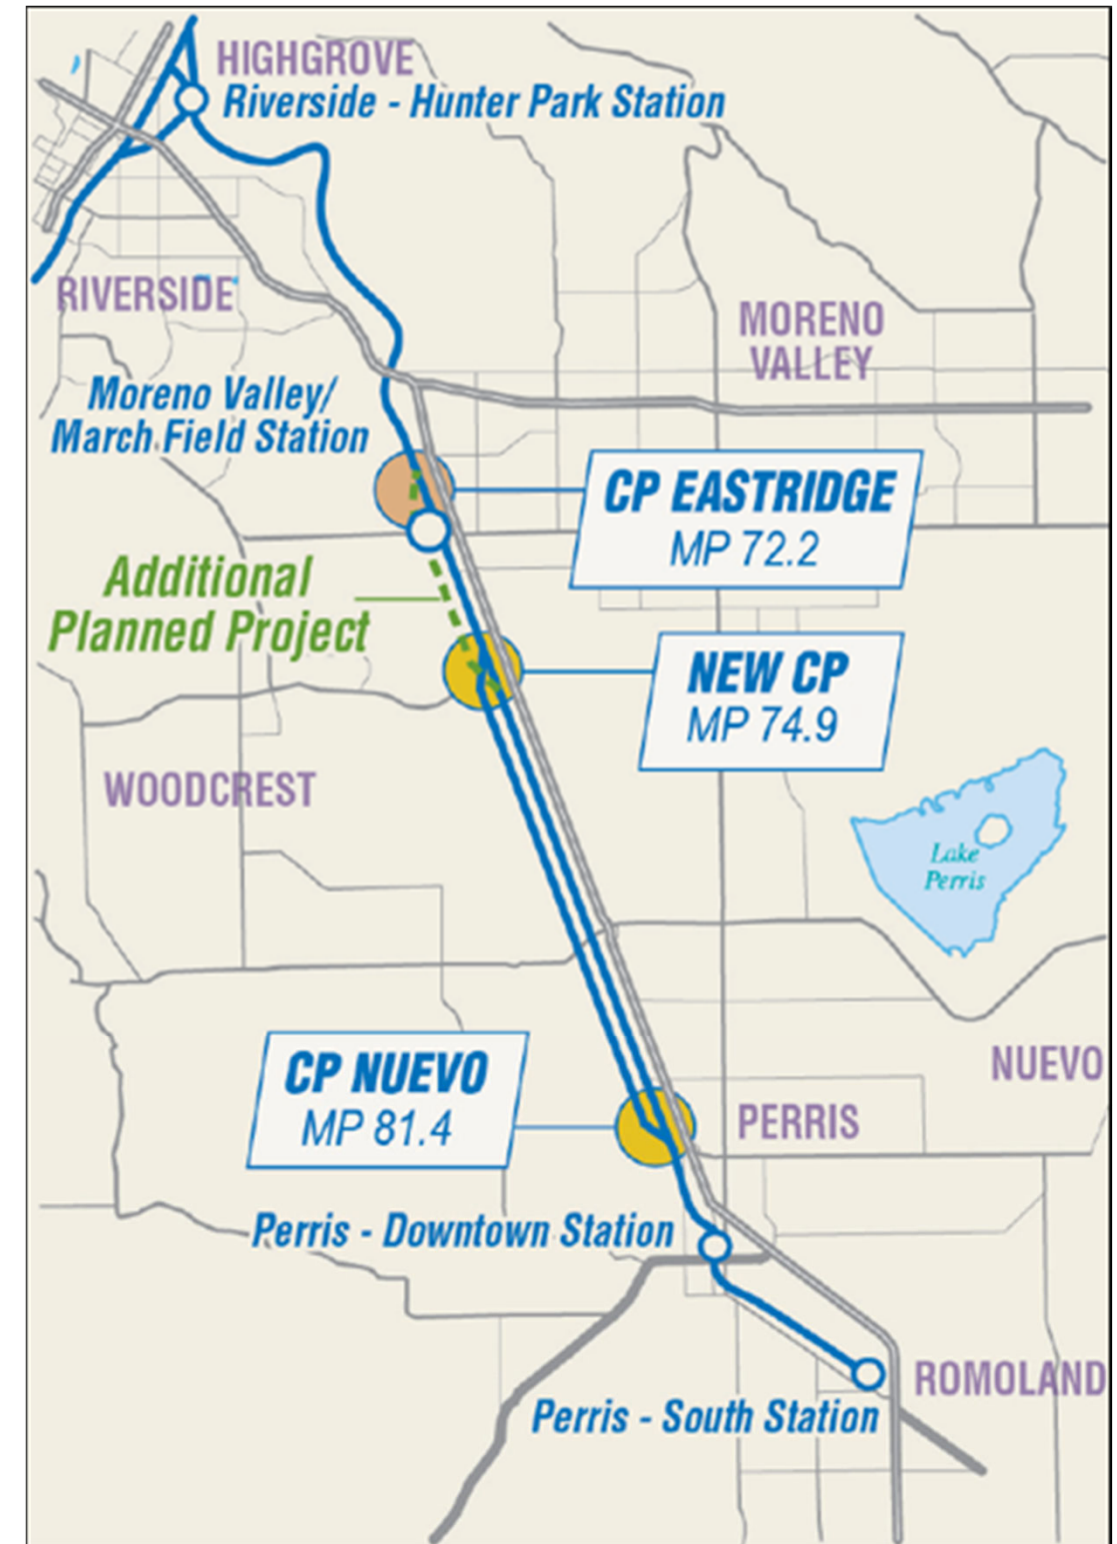 HIGHGROVE
Riverside - Hunter Park Station
RIVERSIDE
MORENO
VALLEY
Moreno Valley/
March Field Station
CP EASTRIDGE
MP 72.2
Additional
Planned Project
NEW CP
MP 74.9
WOODCREST
Lake
Perris
CP NUEVO
MP 81.4
NUEVO
PERRIS
Perris - Downtown Station
ROMOLAND
Perris - South Station